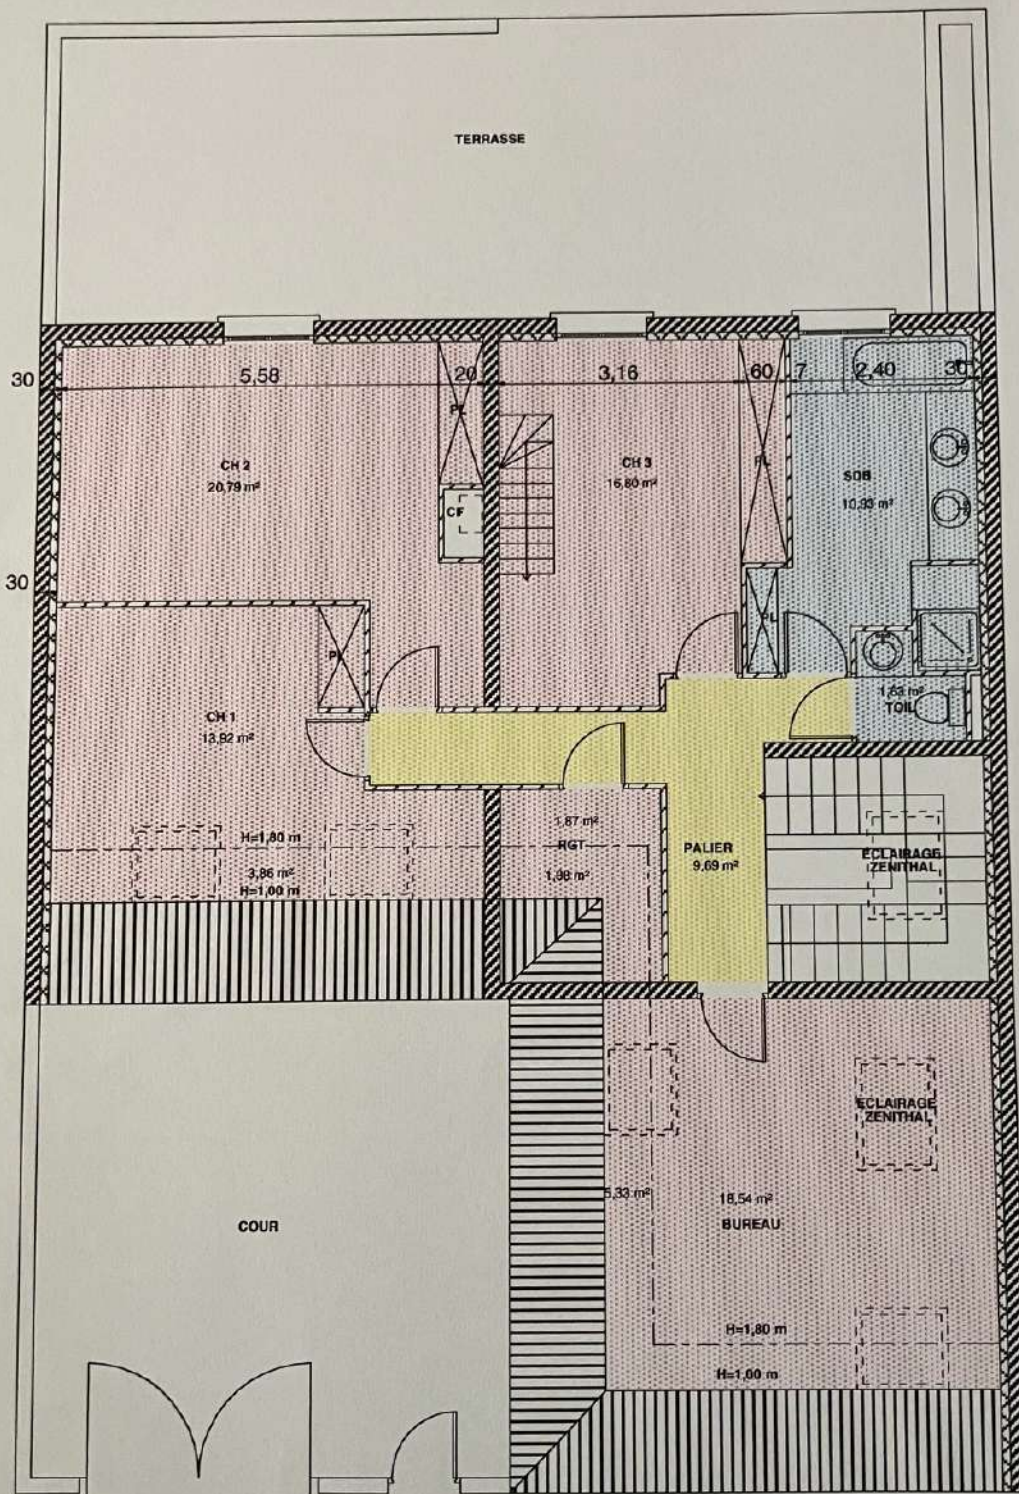 TERRASSE
30
5,58
20
3,16
60
7
2,40
30
PL
CH 2
20,79 m²
CF
CH 3
16,80 m²
PL
SDB
10,93 m²
30
PL
PL
CH 1
13,92 m²
1,63 m²
TOIL
H=1,80 m
3,86 m²
H=1,00 m
1,87 m²
RGT
1,98 m²
PALIER
9,69 m²
ECLAIRAGE
ZENITHAL
ECLAIRAGE
ZENITHAL
5,33 m²
18,54 m²
BUREAU
COUR
H=1,80 m
H=1,00 m